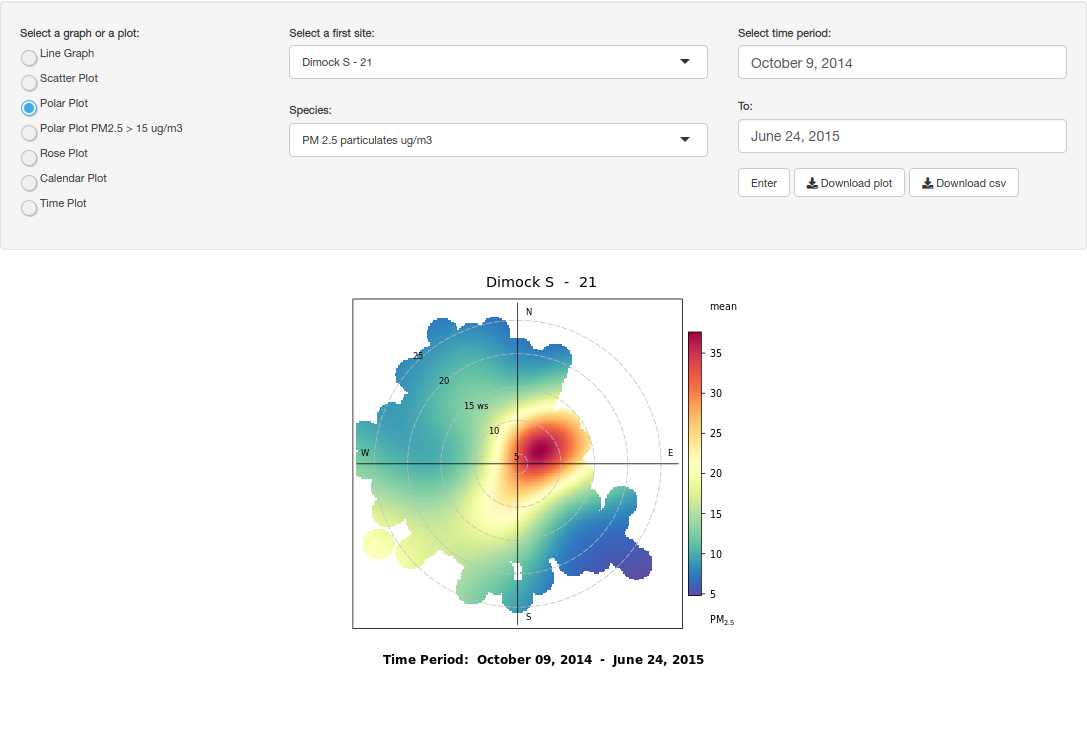 Select a graph or a plot:
Line Graph
Scatter Plot
Polar Plot
Polar Plot PM2.5 > 15 ug/m3
Rose Plot
Calendar Plot
Time Plot
Select a first site:
Dimock S - 21
Species:
PM 2.5 particulates ug/m3
Select time period:
October 9, 2014
To:
June 24, 2015
Enter
Download plot
Download csv
Dimock S - 21
N
25
20
15 ws
10
5
W
E
S
mean
35
30
25
20
15
10
5
PM2.5
Time Period: October 09, 2014 - June 24, 2015